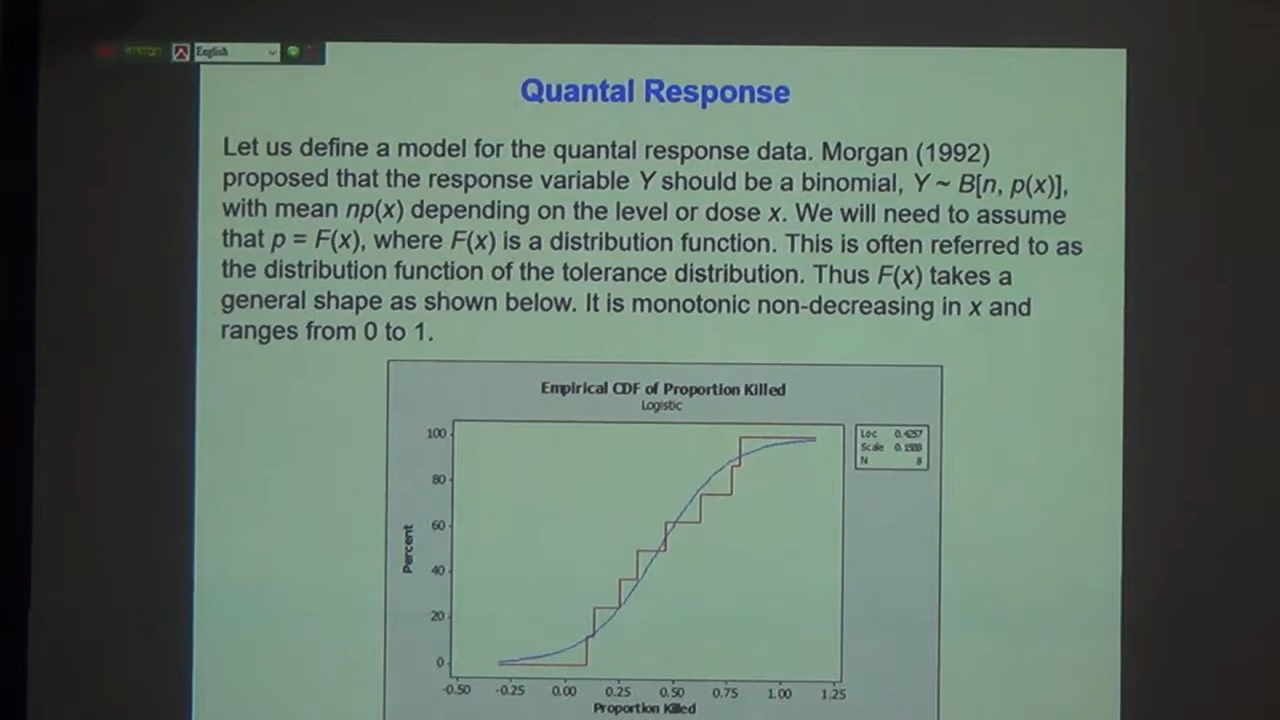 English
Quantal Response
Let us define a model for the quantal response data. Morgan (1992)
proposed that the response variable Y should be a binomial, Y ~ B[n, p(x)],
with mean np(x) depending on the level or dose x. We will need to assume
that p = F(x), where F(x) is a distribution function. This is often referred to as
the distribution function of the tolerance distribution. Thus F(x) takes a
general shape as shown below. It is monotonic non-decreasing in x and
ranges from 0 to 1.
Empirical CDF of Proportion Killed
Logistic
Loc 0.4257
Scale
N 8
100
80
60
40
20
0
Percent
-0.50 -0.25 0.00 0.25 0.50 0.75 1.00 1.25
Proportion Killed